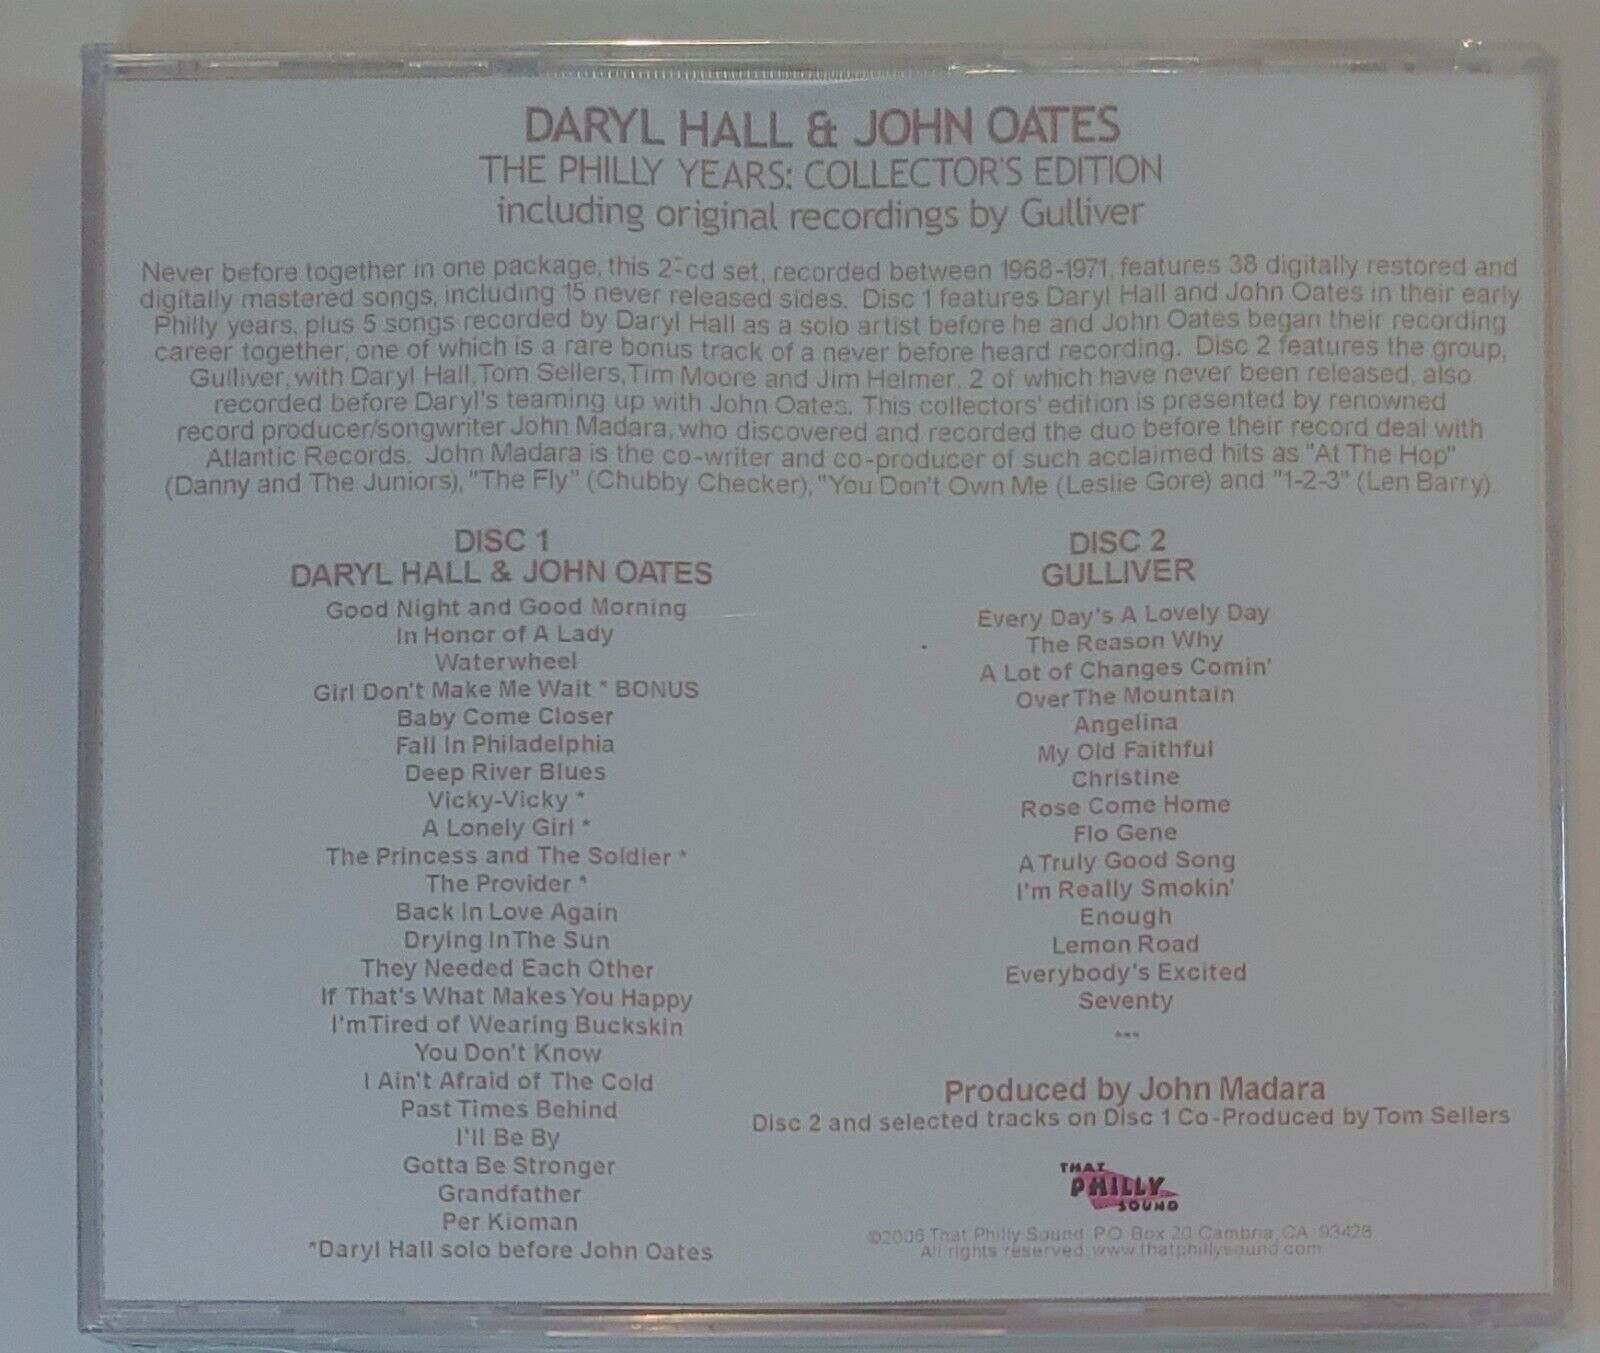 DARYL HALL & JOHN OATES
THE PHILLY YEARS: COLLECTOR'S EDITION
including original recordings by Gulliver
Never before together in one package, this 2-cd set, recorded between 1968-1971, features 38 digitally restored and
digitally mastered songs, including 15 never released sides. Disc 1 features Daryl Hall and John Oates in their early
Philly years, plus 5 songs recorded by Daryl Hall as a solo artist before he and John Oates began their recording
career together, one of which is a rare bonus track of a never before heard recording. Disc 2 features the group,
Gulliver, with Daryl Hall, Tom Sellers, Tim Moore and Jim Helmer, 2 of which have never been released, also
recorded before Daryl's teaming up with John Oates. This collectors' edition is presented by renowned
record producer/songwriter John Madara, who discovered and recorded the duo before their record deal with
Atlantic Records. John Madara is the co-writer and co-producer of such acclaimed hits as "At The Hop"
(Danny and The Juniors), "The Fly" (Chubby Checker), "You Don't Own Me (Leslie Gore) and "1-2-3" (Len Barry).
DISC 1
DARYL HALL & JOHN OATES
Good Night and Good Morning
In Honor of A Lady
Waterwheel
Girl Don't Make Me Wait * BONUS
Baby Come Closer
Fall In Philadelphia
Deep River Blues
Vicky-Vicky *
A Lonely Girl *
The Princess and The Soldier *
The Provider *
Back In Love Again
Drying In The Sun
They Needed Each Other
If That's What Makes You Happy
I'm Tired of Wearing Buckskin
You Don't Know
I Ain't Afraid of The Cold
Past Times Behind
I'll Be By
Gotta Be Stronger
Grandfather
Per Kioman
*Daryl Hall solo before John Oates
DISC 2
GULLIVER
Every Day's A Lovely Day
The Reason Why
A Lot of Changes Comin'
Over The Mountain
Angelina
My Old Faithful
Christine
Rose Come Home
Flo Gene
A Truly Good Song
I'm Really Smokin'
Enough
Lemon Road
Everybody's Excited
Seventy
***
Produced by John Madara
Disc 2 and selected tracks on Disc 1 Co-Produced by Tom Sellers
THAT
PHILLY
SOUND
©2006 That Philly Sound PO Box 20 Cambria, CA 93428
All rights reserved www.thatphillysound.com